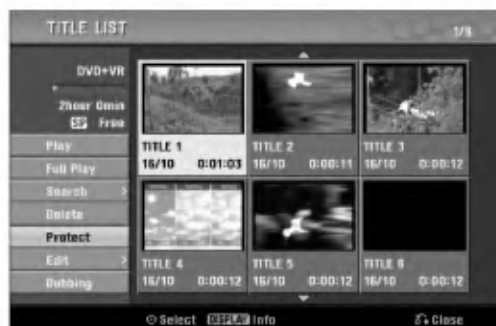 TITLE LIST
1/9
DVD+VR
2hour 0min
SP Free
Play
Full Play
Search >
Delete
Protect
Edit >
Dubbing
TITLE 1
16/10 0:01:03
TITLE 2
16/10 0:00:11
TITLE 3
16/10 0:00:12
TITLE 4
16/10 0:00:12
TITLE 5
16/10 0:00:12
TITLE 6
16/10 0:00:12
Select DISPLAY Info
Close